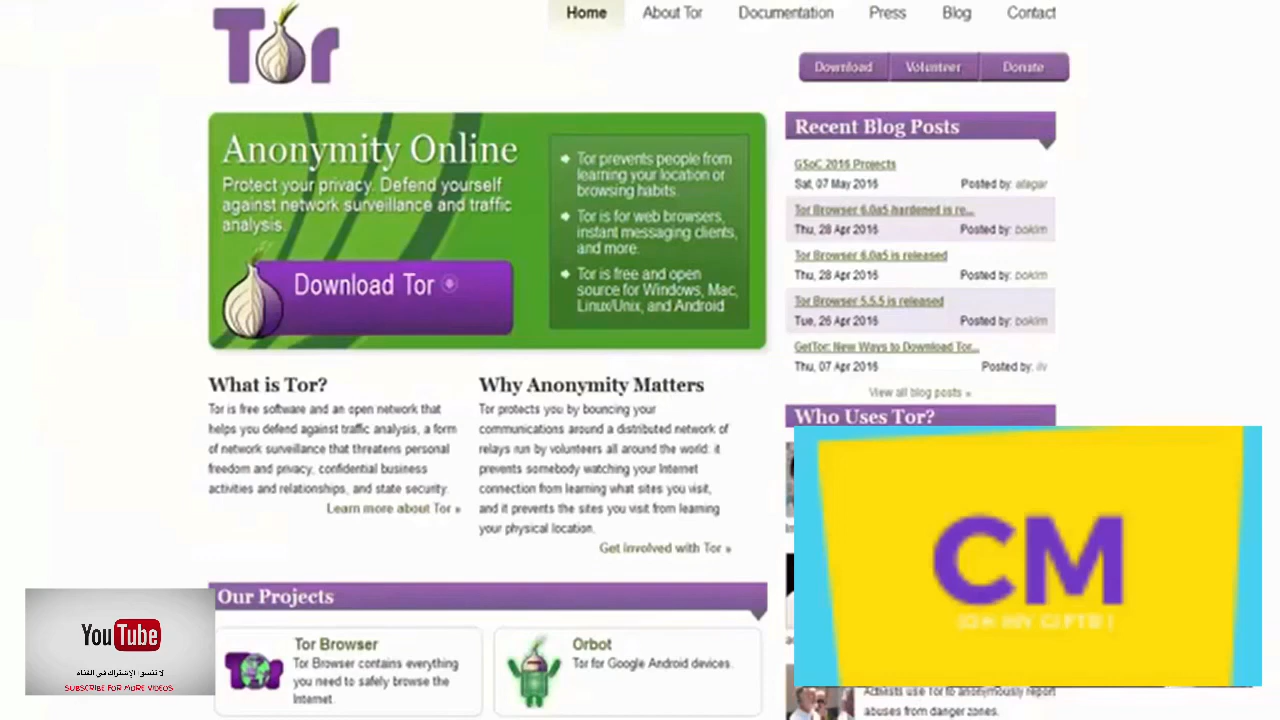 Tor
Home
About Tor
Documentation
Press
Blog
Contact
Download
Volunteer
Donate
Anonymity Online
Protect your privacy. Defend yourself
against network surveillance and traffic
analysis.
Download Tor
Tor prevents people from
learning your location or
browsing habits.
Tor is for web browsers,
instant messaging clients,
and more.
Tor is free and open
source for Windows, Mac,
Linux/Unix, and Android
What is Tor?
Tor is free software and an open network that
helps you defend against traffic analysis, a form
of network surveillance that threatens personal
freedom and privacy, confidential business
activities and relationships, and state security.
Learn more about Tor »
Why Anonymity Matters
Tor protects you by bouncing your
communications around a distributed network of
relays run by volunteers all around the world: it
prevents somebody watching your Internet
connection from learning what sites you visit,
and it prevents the sites you visit from learning
your physical location.
Get involved with Tor »
Our Projects
Tor Browser
Tor Browser contains everything
you need to safely browse the
Internet.
Orbot
Tor for Google Android devices.
Recent Blog Posts
GSoC 2016 Projects
Sat, 07 May 2016
Posted by:
Tor Browser 6.0a5-hardened is re...
Thu, 28 Apr 2016
Posted by: boklm
Tor Browser 6.0a5 is released
Thu, 28 Apr 2016
Posted by: boklm
Tor Browser 5.5.5 is released
Tue, 26 Apr 2016
Posted by: boklm
GetTor: New Ways to Download Tor...
Thu, 07 Apr 2016
Posted by: ilv
View all blog posts »
Who Uses Tor?
CM
Activists use Tor to anonymously report
abuses from danger zones.
YouTube
لا تنسى الإشتراك فى القناة
SUBSCRIBE FOR MORE VIDEOS